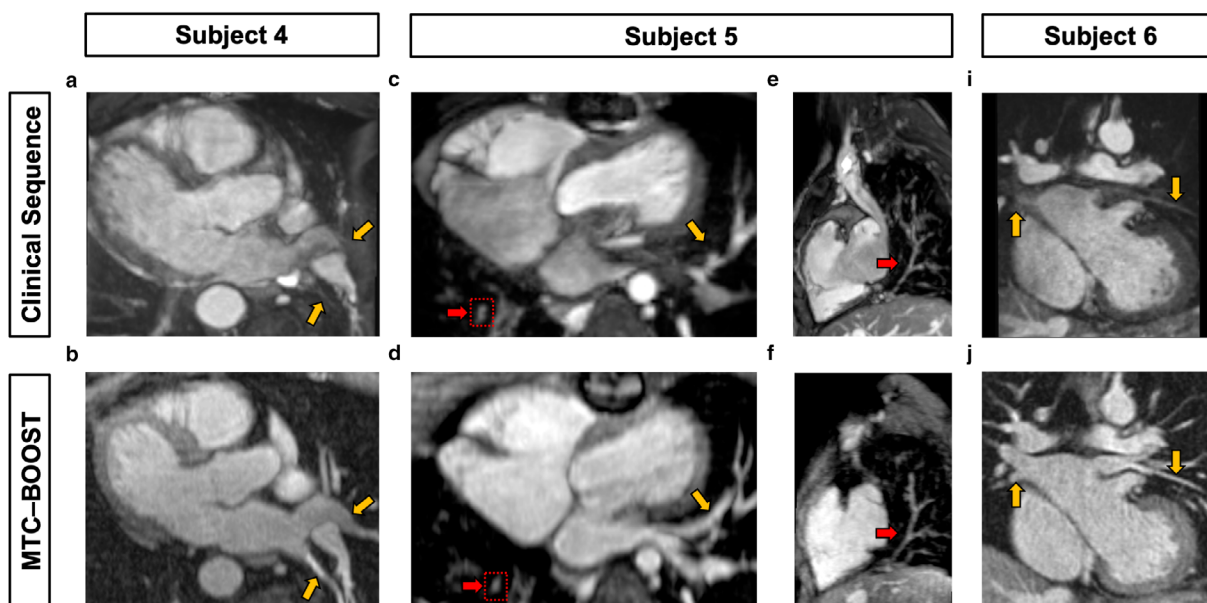 Subject 4
Subject 5
Subject 6
a
c
e
i
Clinical Sequence
b
d
f
j
MTC–BOOST